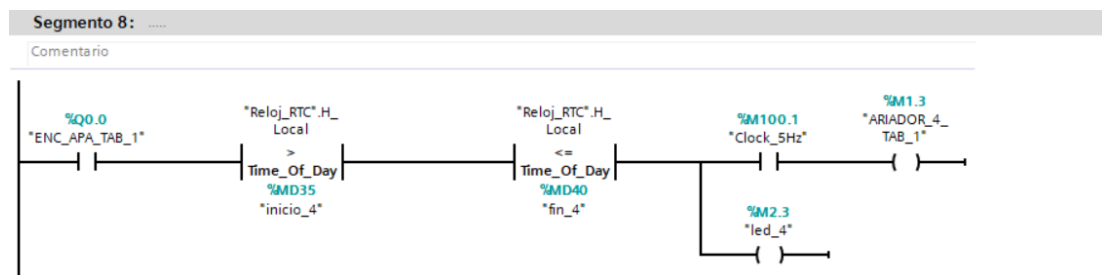 Segmento 8: .....
Comentario
%Q0.0
"ENC_APA_TAB_1"
"Reloj_RTC".H_
Local
>
Time_Of_Day
%MD35
"inicio_4"
"Reloj_RTC".H_
Local
<=
Time_Of_Day
%MD40
"fin_4"
%M100.1
"Clock_5Hz"
%M1.3
"ARIADOR_4_
TAB_1"
%M2.3
"led_4"